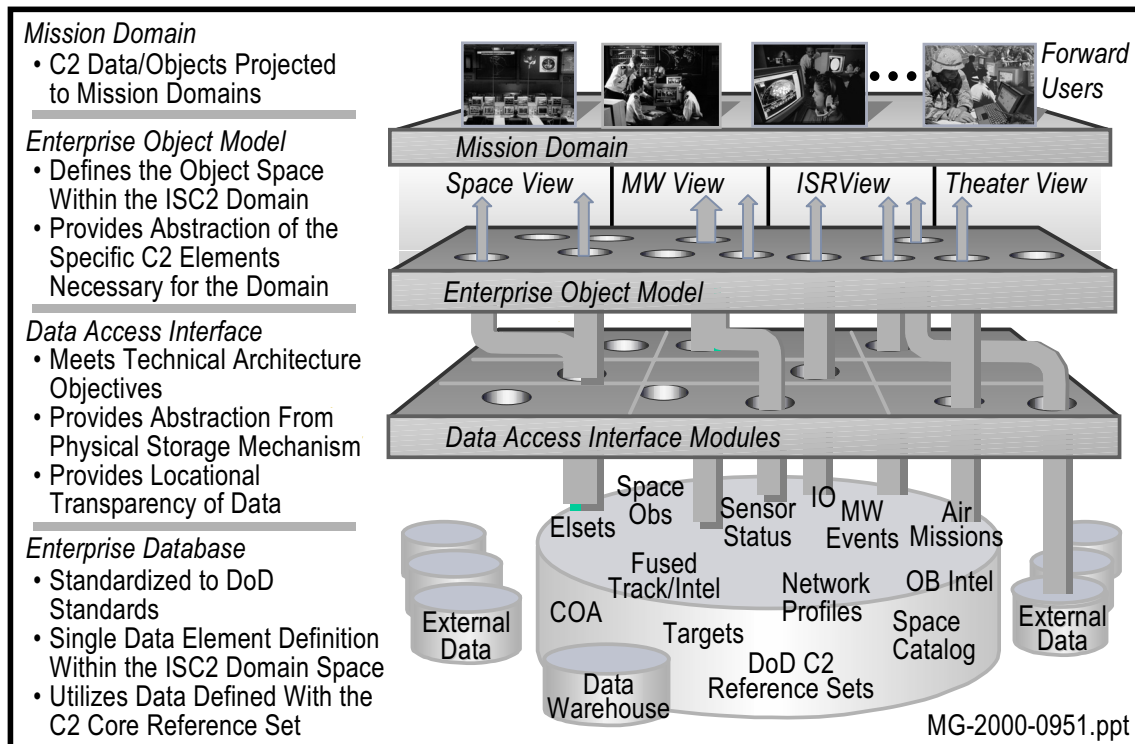 Mission Domain
• C2 Data/Objects Projected
to Mission Domains
Enterprise Object Model
• Defines the Object Space
Within the ISC2 Domain
• Provides Abstraction of the
Specific C2 Elements
Necessary for the Domain
Data Access Interface
• Meets Technical Architecture
Objectives
• Provides Abstraction From
Physical Storage Mechanism
• Provides Locational
Transparency of Data
Enterprise Database
• Standardized to DoD
Standards
• Single Data Element Definition
Within the ISC2 Domain Space
• Utilizes Data Defined With the
C2 Core Reference Set
Forward
Users
Mission Domain
Space View
MW View
ISRView
Theater View
Enterprise Object Model
Data Access Interface Modules
Elsets
Space
Obs
Sensor
Status
IO
MW
Events
Air
Missions
Fused
Track/Intel
Network
Profiles
OB Intel
COA
Targets
Space
Catalog
DoD C2
Reference Sets
External
Data
External
Data
Data
Warehouse
MG-2000-0951.ppt